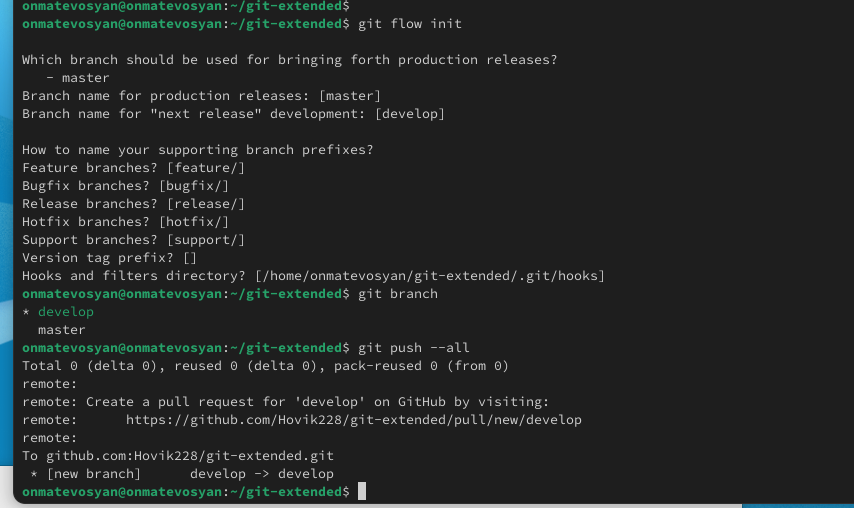 onmatevosyan@onmatevosyan:~/git-extended$
onmatevosyan@onmatevosyan:~/git-extended$ git flow init
Which branch should be used for bringing forth production releases?
   - master
Branch name for production releases: [master]
Branch name for "next release" development: [develop]
How to name your supporting branch prefixes?
Feature branches? [feature/]
Bugfix branches? [bugfix/]
Release branches? [release/]
Hotfix branches? [hotfix/]
Support branches? [support/]
Version tag prefix? []
Hooks and filters directory? [/home/onmatevosyan/git-extended/.git/hooks]
onmatevosyan@onmatevosyan:~/git-extended$ git branch
* develop
  master
onmatevosyan@onmatevosyan:~/git-extended$ git push --all
Total 0 (delta 0), reused 0 (delta 0), pack-reused 0 (from 0)
remote:
remote: Create a pull request for 'develop' on GitHub by visiting:
remote:      https://github.com/Hovik228/git-extended/pull/new/develop
remote:
To github.com:Hovik228/git-extended.git
 * [new branch]      develop -> develop
onmatevosyan@onmatevosyan:~/git-extended$